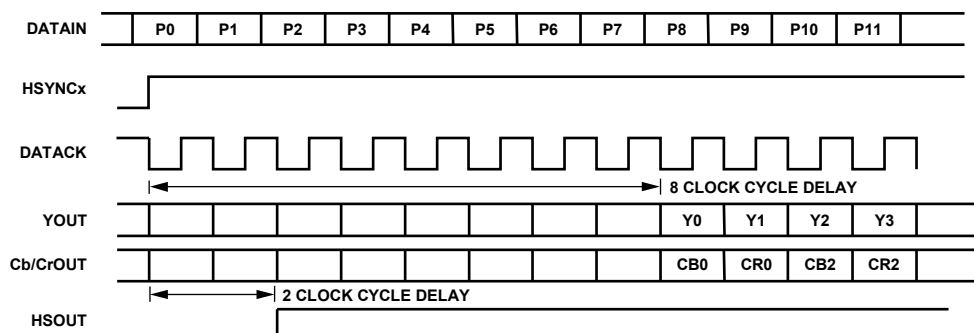 DATAIN P0 P1 P2 P3 P4 P5 P6 P7 P8 P9 P10 P11
HSYNCx
DATACK
8 CLOCK CYCLE DELAY
YOUT Y0 Y1 Y2 Y3
Cb/CrOUT CB0 CR0 CB2 CR2
2 CLOCK CYCLE DELAY
HSOUT